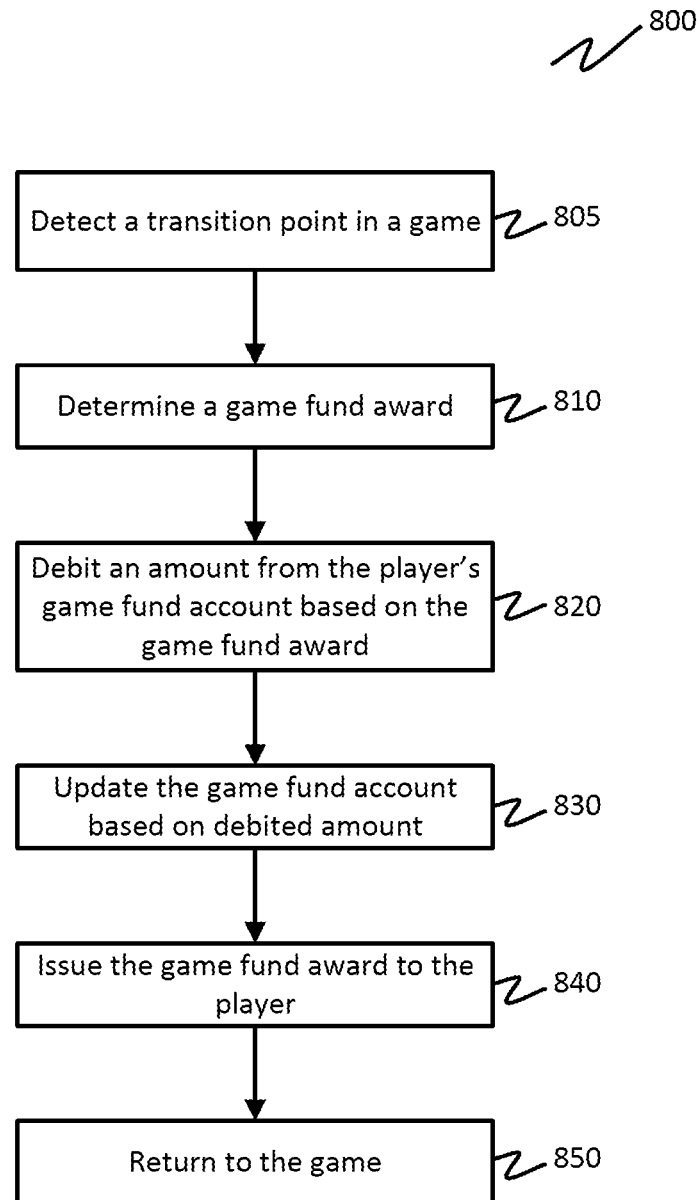 800
Detect a transition point in a game
805
Determine a game fund award
810
Debit an amount from the player’s
game fund account based on the
game fund award
820
Update the game fund account
based on debited amount
830
Issue the game fund award to the
player
840
Return to the game
850